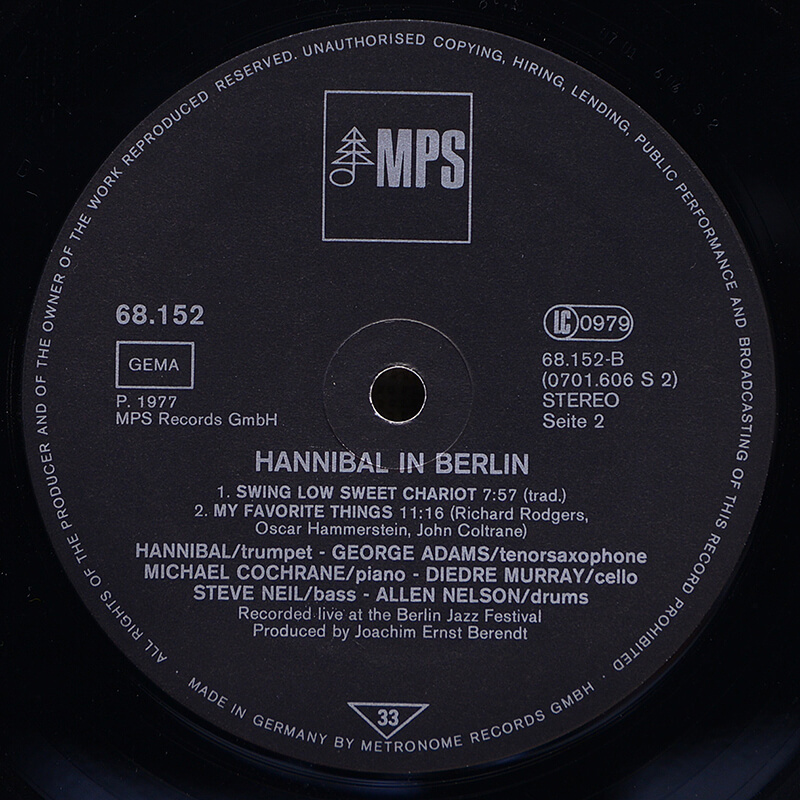 ALL RIGHTS OF THE PRODUCER AND OF THE OWNER OF THE WORK REPRODUCED RESERVED. UNAUTHORISED COPYING, HIRING, LENDING, PUBLIC PERFORMANCE AND BROADCASTING OF THIS RECORD PROHIBITED
MPS
68.152
GEMA
P. 1977
MPS Records GmbH
LC 0979
68.152-B
(0701.606 S 2)
STEREO
Seite 2
HANNIBAL IN BERLIN
1. SWING LOW SWEET CHARIOT 7:57 (trad.)
2. MY FAVORITE THINGS 11:16 (Richard Rodgers,
Oscar Hammerstein, John Coltrane)
HANNIBAL/trumpet - GEORGE ADAMS/tenorsaxophone
MICHAEL COCHRANE/piano - DIEDRE MURRAY/cello
STEVE NEIL/bass - ALLEN NELSON/drums
Recorded live at the Berlin Jazz Festival
Produced by Joachim Ernst Berendt
33
· MADE IN GERMANY BY METRONOME RECORDS GMBH ·